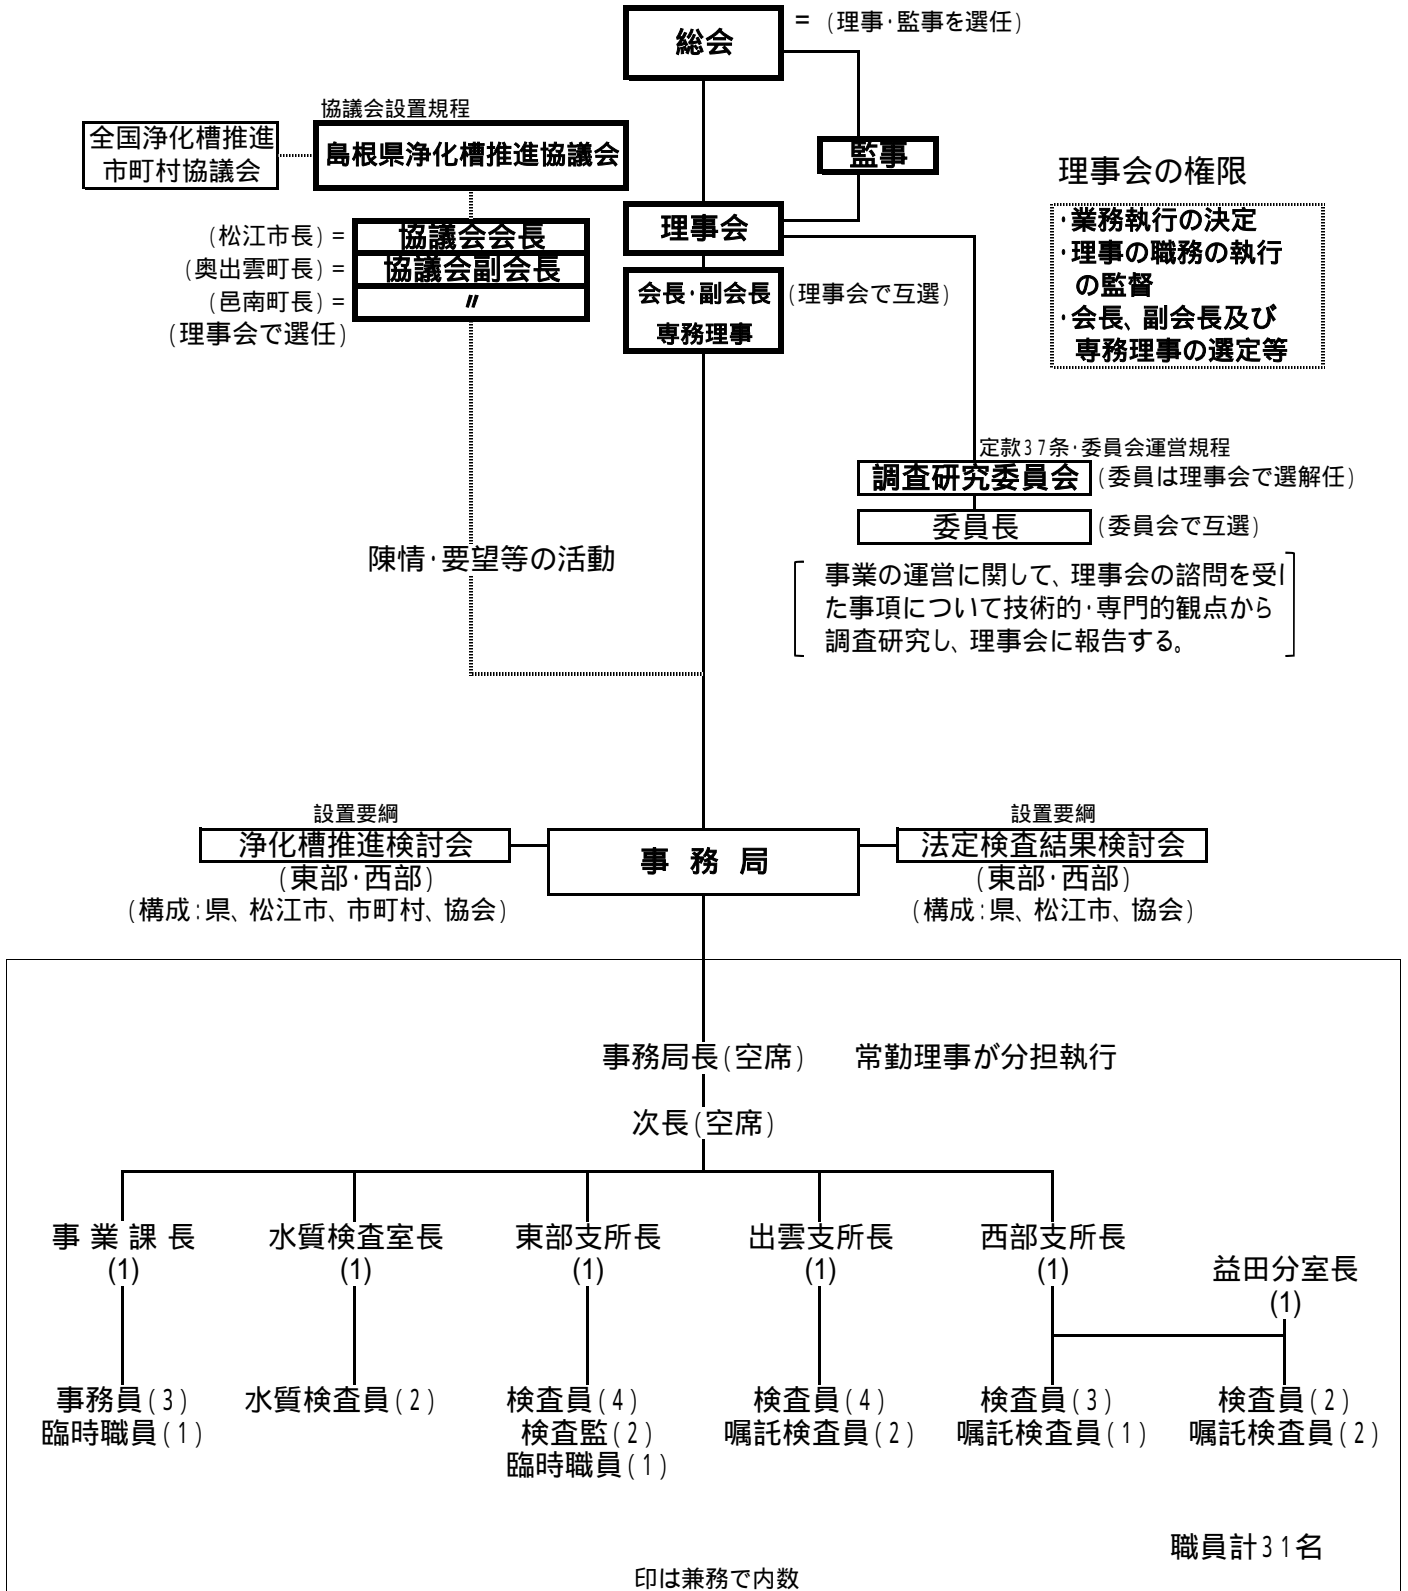 総会
= (理事・監事を選任)
協議会設置規程
全国浄化槽推進
市町村協議会
島根県浄化槽推進協議会
監事
理事会の権限
・業務執行の決定
・理事の職務の執行
の監督
・会長、副会長及び
専務理事の選定等
(松江市長) =
協議会会長
(奥出雲町長) =
協議会副会長
(邑南町長) =
〃
(理事会で選任)
理事会
会長・副会長
専務理事
(理事会で互選)
定款37条・委員会運営規程
調査研究委員会
(委員は理事会で選解任)
委員長
(委員会で互選)
事業の運営に関して、理事会の諮問を受け
た事項について技術的・専門的観点から
調査研究し、理事会に報告する。
陳情・要望等の活動
設置要綱
浄化槽推進検討会
(東部・西部)
(構成:県、松江市、市町村、協会)
事 務 局
設置要綱
法定検査結果検討会
(東部・西部)
(構成:県、松江市、協会)
事務局長(空席) 常勤理事が分担執行
次長(空席)
事 業 課 長
(1)
水質検査室長
(1)
東部支所長
(1)
出雲支所長
(1)
西部支所長
(1)
益田分室長
(1)
事務員(3)
臨時職員(1)
水質検査員(2)
検査員(4)
検査監(2)
臨時職員(1)
検査員(4)
嘱託検査員(2)
検査員(3)
嘱託検査員(1)
検査員(2)
嘱託検査員(2)
職員計31名
印は兼務で内数